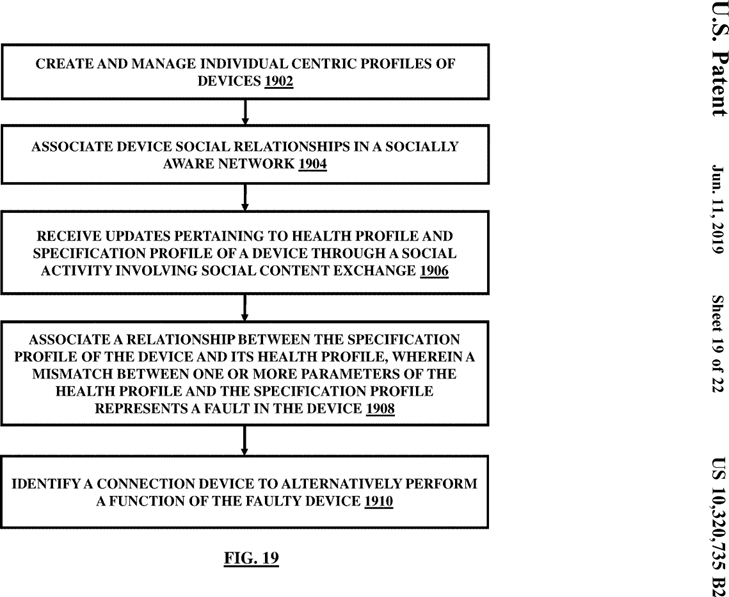 U.S. Patent
Jun. 11, 2019
Sheet 19 of 22
US 10,320,735 B2
CREATE AND MANAGE INDIVIDUAL CENTRIC PROFILES OF
DEVICES 1902
ASSOCIATE DEVICE SOCIAL RELATIONSHIPS IN A SOCIALLY
AWARE NETWORK 1904
RECEIVE UPDATES PERTAINING TO HEALTH PROFILE AND
SPECIFICATION PROFILE OF A DEVICE THROUGH A SOCIAL
ACTIVITY INVOLVING SOCIAL CONTENT EXCHANGE 1906
ASSOCIATE A RELATIONSHIP BETWEEN THE SPECIFICATION
PROFILE OF THE DEVICE AND ITS HEALTH PROFILE, WHEREIN A
MISMATCH BETWEEN ONE OR MORE PARAMETERS OF THE
HEALTH PROFILE AND THE SPECIFICATION PROFILE
REPRESENTS A FAULT IN THE DEVICE 1908
IDENTIFY A CONNECTION DEVICE TO ALTERNATIVELY PERFORM
A FUNCTION OF THE FAULTY DEVICE 1910
FIG. 19